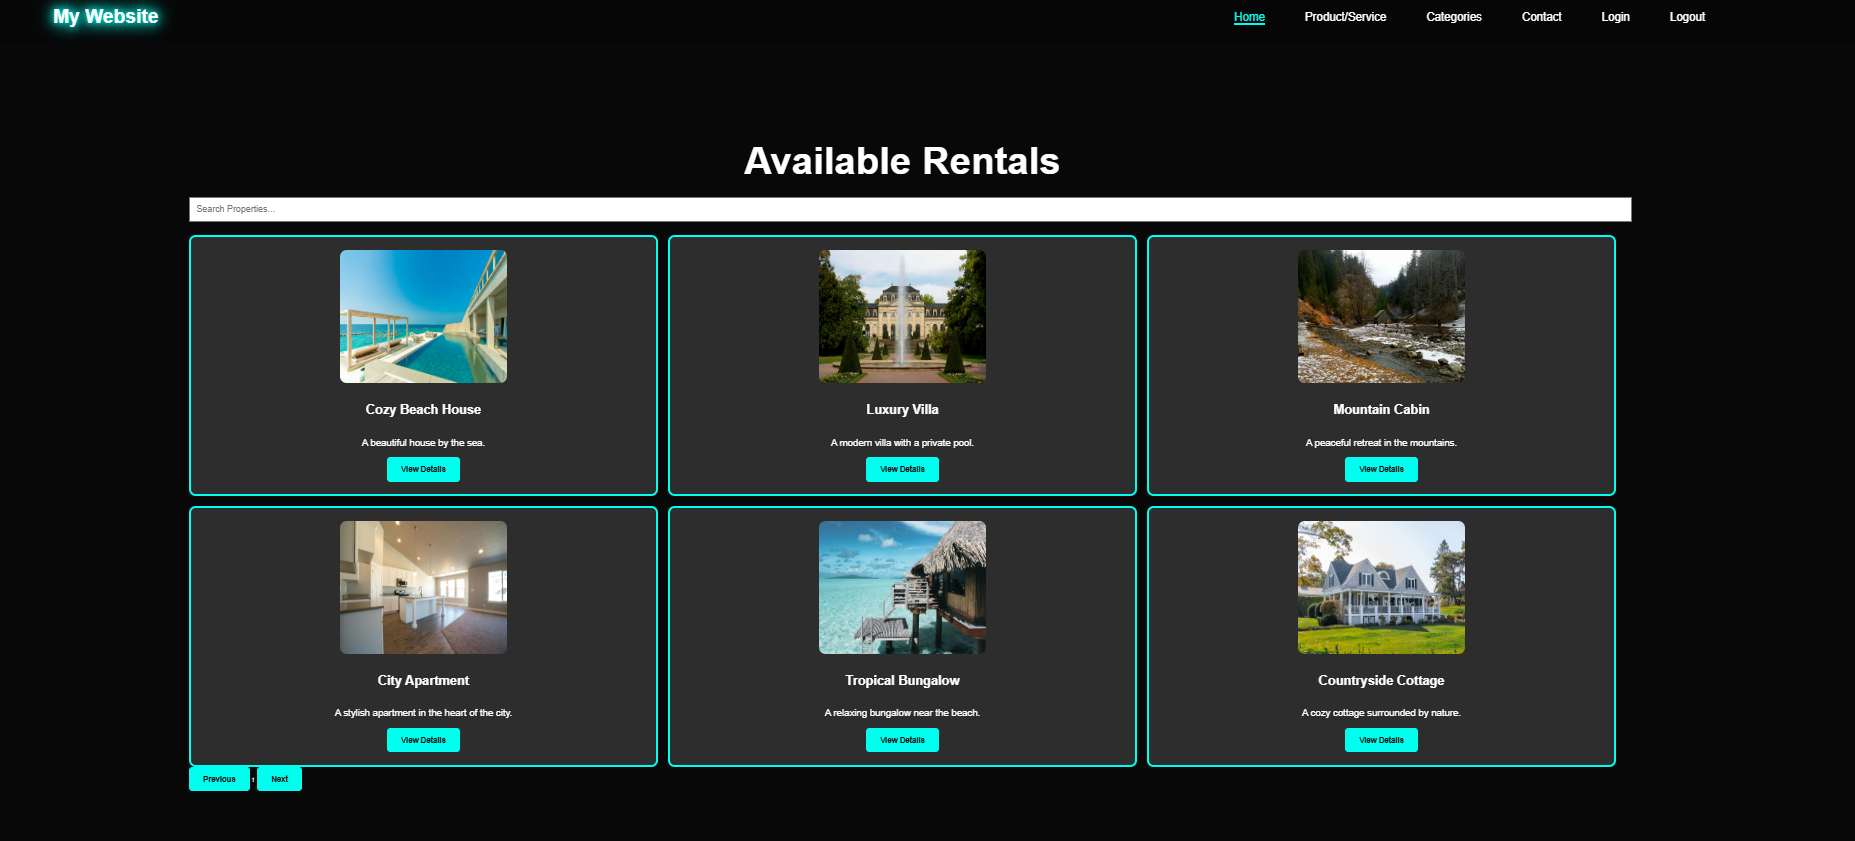 My Website
Home Product/Service Categories Contact Login Logout
Available Rentals
Search Properties...
Cozy Beach House
A beautiful house by the sea.
View Details
Luxury Villa
A modern villa with a private pool.
View Details
Mountain Cabin
A peaceful retreat in the mountains.
View Details
City Apartment
A stylish apartment in the heart of the city.
View Details
Tropical Bungalow
A relaxing bungalow near the beach.
View Details
Countryside Cottage
A cozy cottage surrounded by nature.
View Details
Previous 1 Next